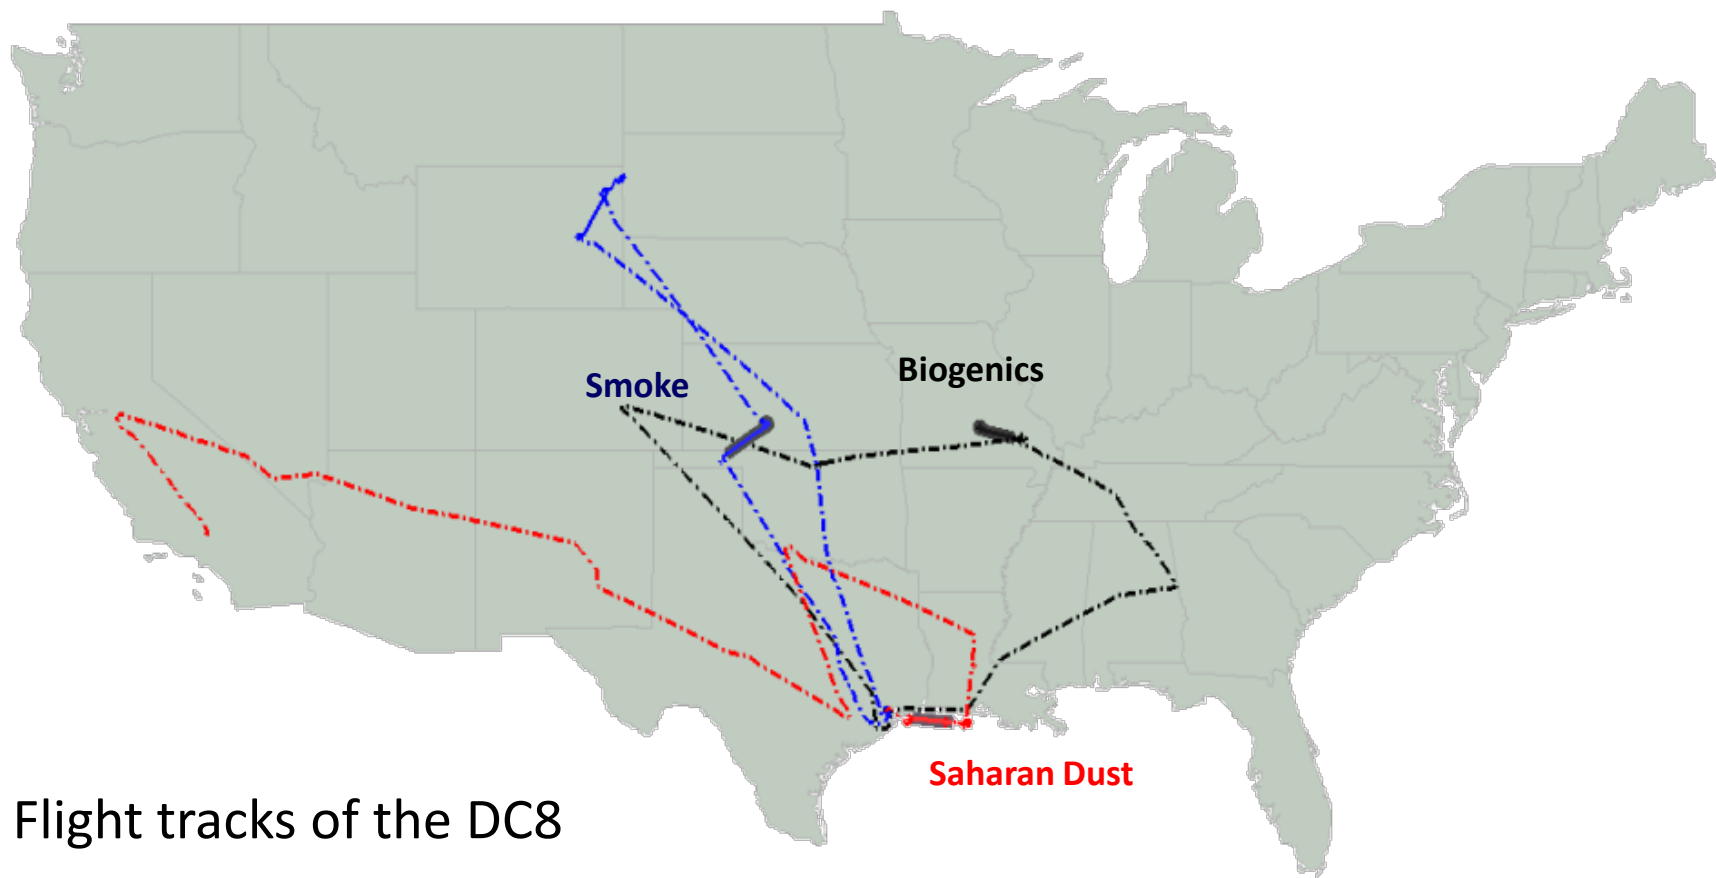 Biogenics
Smoke
Saharan Dust
Flight tracks of the DC8